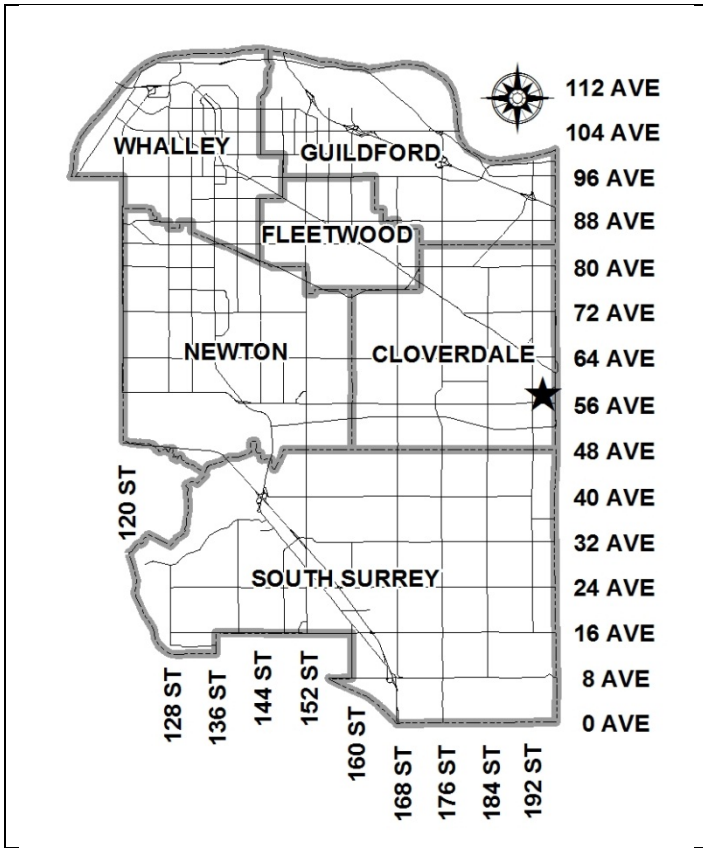 112 AVE
104 AVE
WHALLEY
GUILDFORD
96 AVE
88 AVE
FLEETWOOD
80 AVE
72 AVE
NEWTON
CLOVERDALE
64 AVE
56 AVE
48 AVE
120 ST
40 AVE
32 AVE
SOUTH SURREY
24 AVE
16 AVE
8 AVE
0 AVE
128 ST
136 ST
144 ST
152 ST
160 ST
168 ST
176 ST
184 ST
192 ST